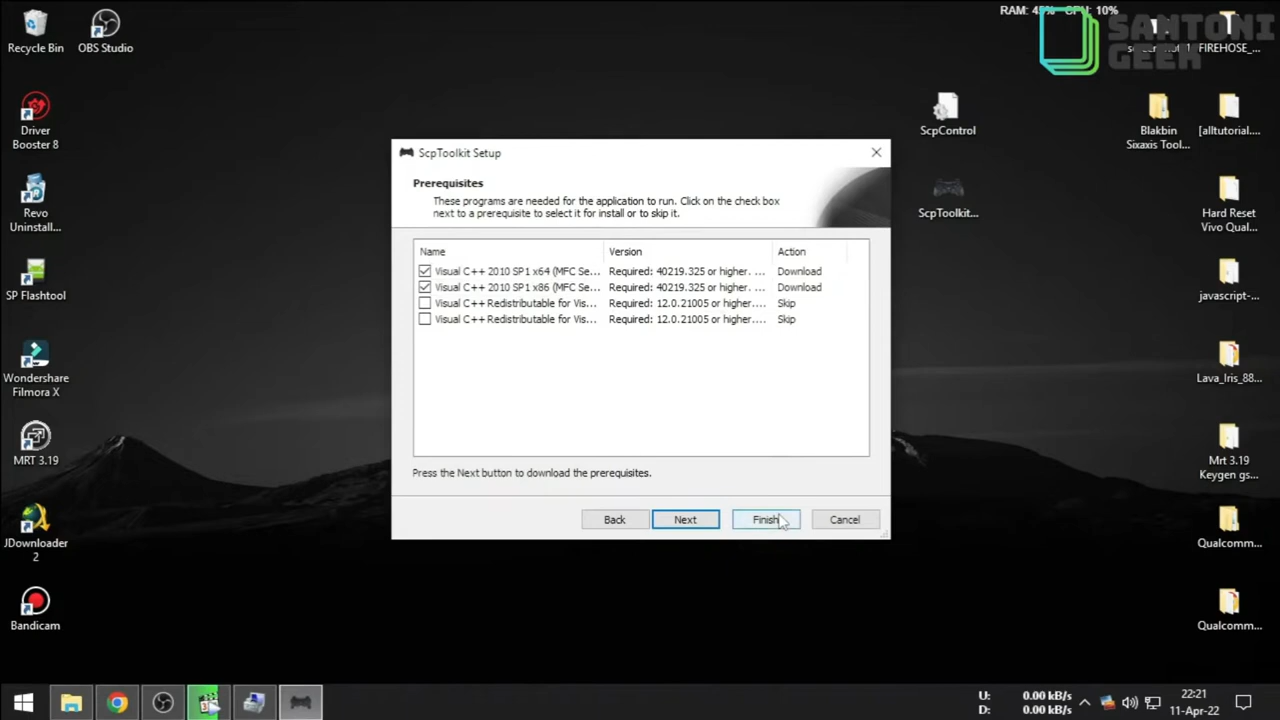 RAM: 45% CPU: 10%
SANTONI
GEEK
Recycle Bin
OBS Studio
FIREHOSE_...
Driver
Booster 8
ScpControl
Blakbin
Sixaxis Tool...
[alltutorial....
Revo
Uninstall...
ScpToolkit...
Hard Reset
Vivo Qual...
SP Flashtool
javascript-...
Wondershare
Filmora X
Lava_Iris_88...
MRT 3.19
Mrt 3.19
Keygen gs...
JDownloader
2
Qualcomm...
Bandicam
Qualcomm...
ScpToolkit Setup
Prerequisites
These programs are needed for the application to run. Click on the check box
next to a prerequisite to select it for install or to skip it.
Name Version Action
Visual C++ 2010 SP1 x64 (MFC Se... Required: 40219.325 or higher. ... Download
Visual C++ 2010 SP1 x86 (MFC Se... Required: 40219.325 or higher. ... Download
Visual C++ Redistributable for Vis... Required: 12.0.21005 or higher.... Skip
Visual C++ Redistributable for Vis... Required: 12.0.21005 or higher.... Skip
Press the Next button to download the prerequisites.
Back Next Finish Cancel
U: 0.00 kB/s
D: 0.00 kB/s
22:21
11-Apr-22